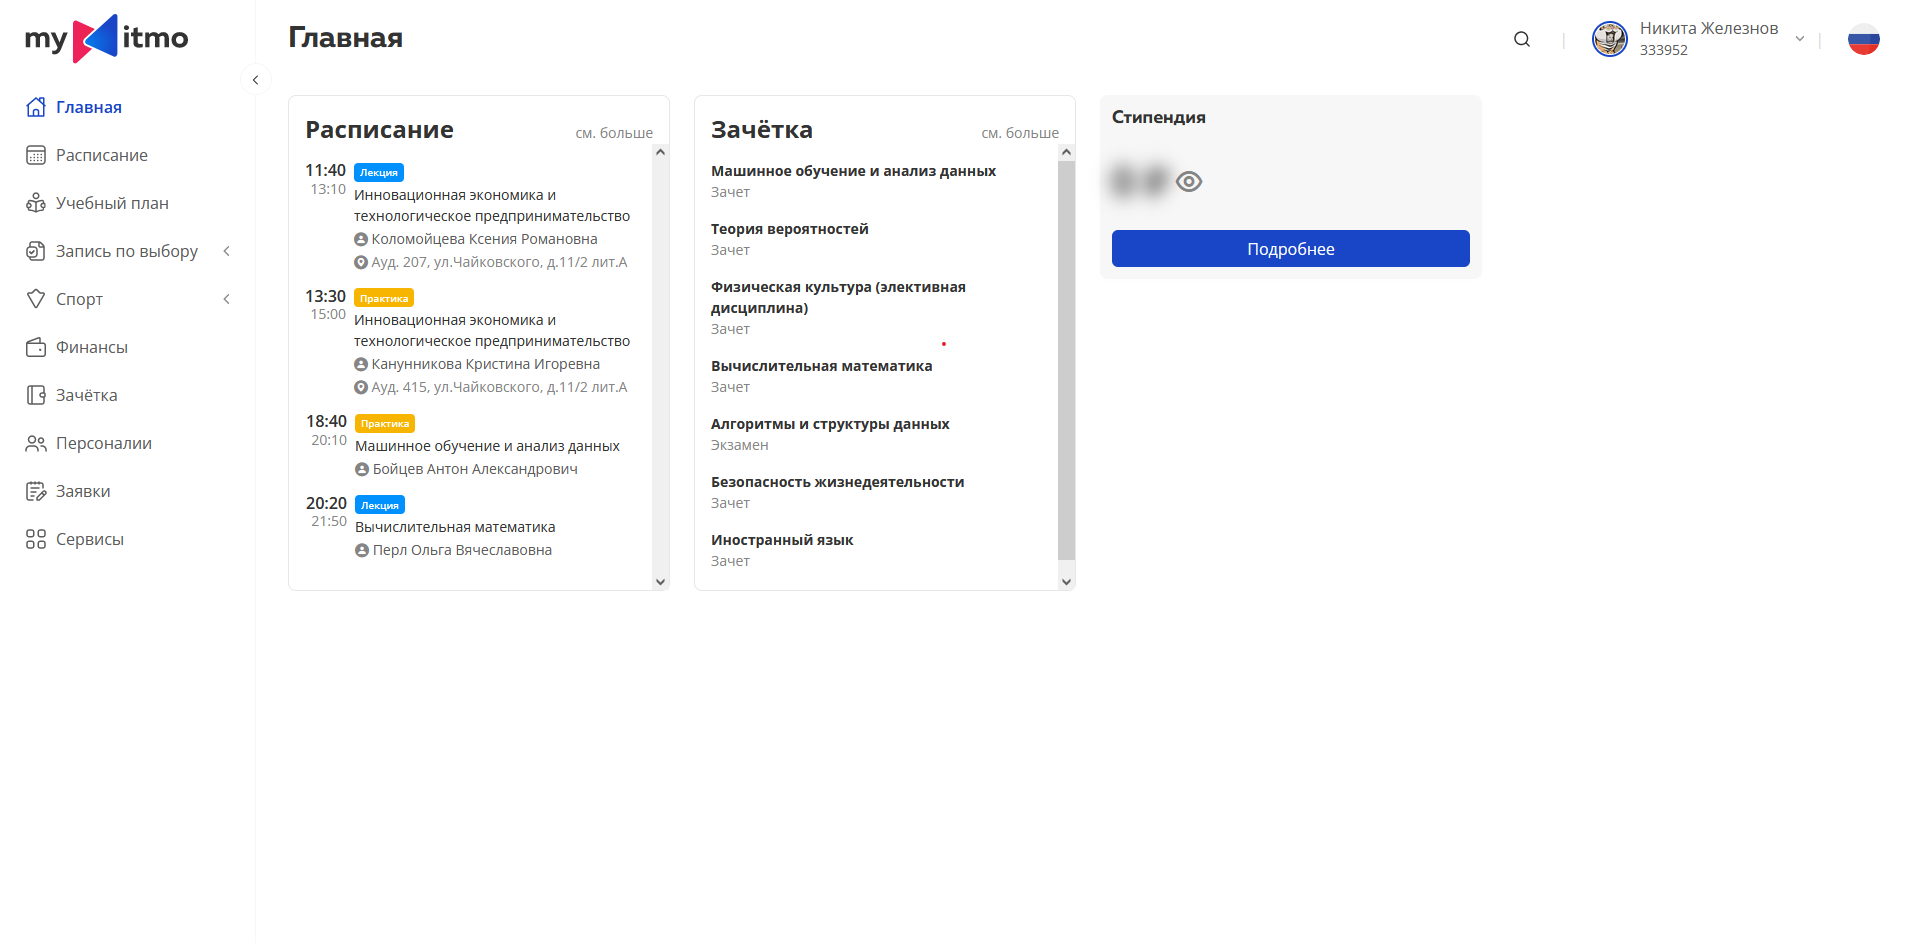 my itmo
Главная
Никита Железнов
333952
Главная
Расписание
Учебный план
Запись по выбору
Спорт
Финансы
Зачётка
Персоналии
Заявки
Сервисы
Расписание
см. больше
11:40 Лекция
13:10
Инновационная экономика и
технологическое предпринимательство
Коломойцева Ксения Романовна
Ауд. 207, ул.Чайковского, д.11/2 лит.А
13:30 Практика
15:00
Инновационная экономика и
технологическое предпринимательство
Канунникова Кристина Игоревна
Ауд. 415, ул.Чайковского, д.11/2 лит.А
18:40 Практика
20:10
Машинное обучение и анализ данных
Бойцев Антон Александрович
20:20 Лекция
21:50
Вычислительная математика
Перл Ольга Вячеславовна
Зачётка
см. больше
Машинное обучение и анализ данных
Зачет
Теория вероятностей
Зачет
Физическая культура (элективная
дисциплина)
Зачет
Вычислительная математика
Зачет
Алгоритмы и структуры данных
Экзамен
Безопасность жизнедеятельности
Зачет
Иностранный язык
Зачет
Стипендия
Подробнее